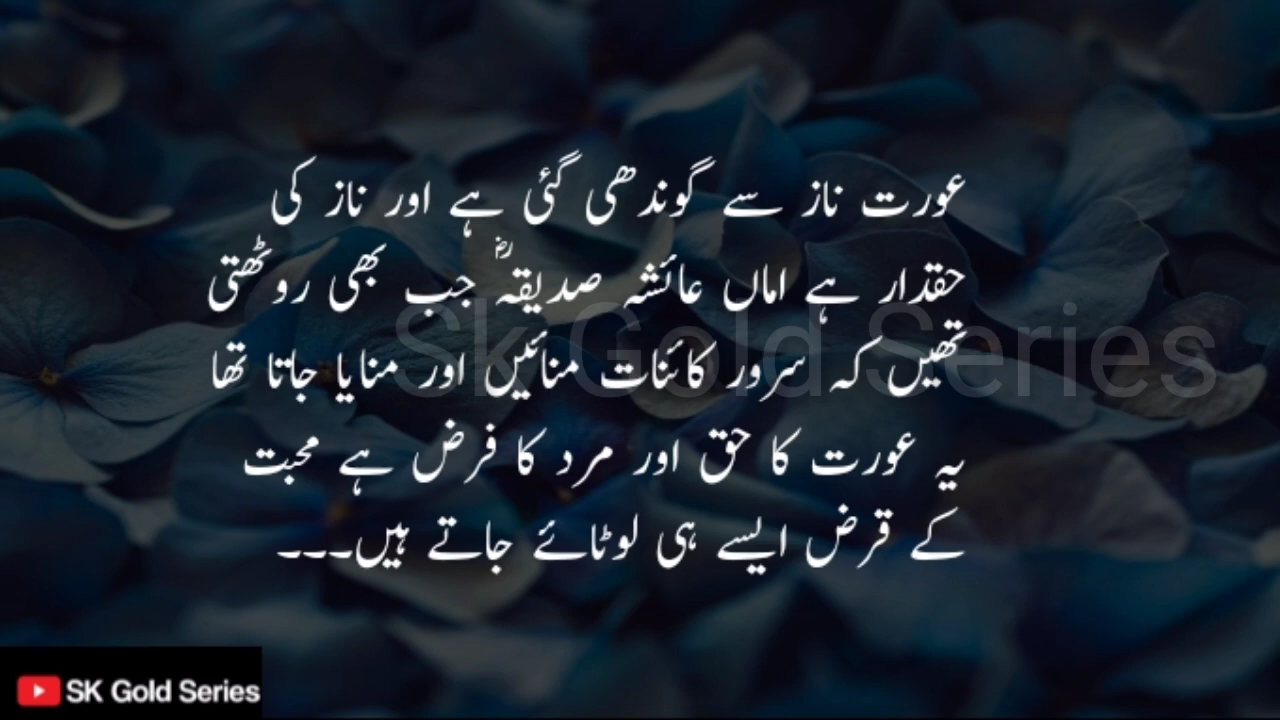 عورت ناز سے گوندھی گئی ہے اور ناز کی
حقدار ہے اماں عائشہ صدیقہؓ جب بھی روٹھتی
تھیں کہ سرور کائنات منائیں اور منایا جاتا تھا
یہ عورت کا حق اور مرد کا فرض ہے محبت
کے قرض ایسے ہی لوٹائے جاتے ہیں۔۔۔
Sk Gold Series
SK Gold Series